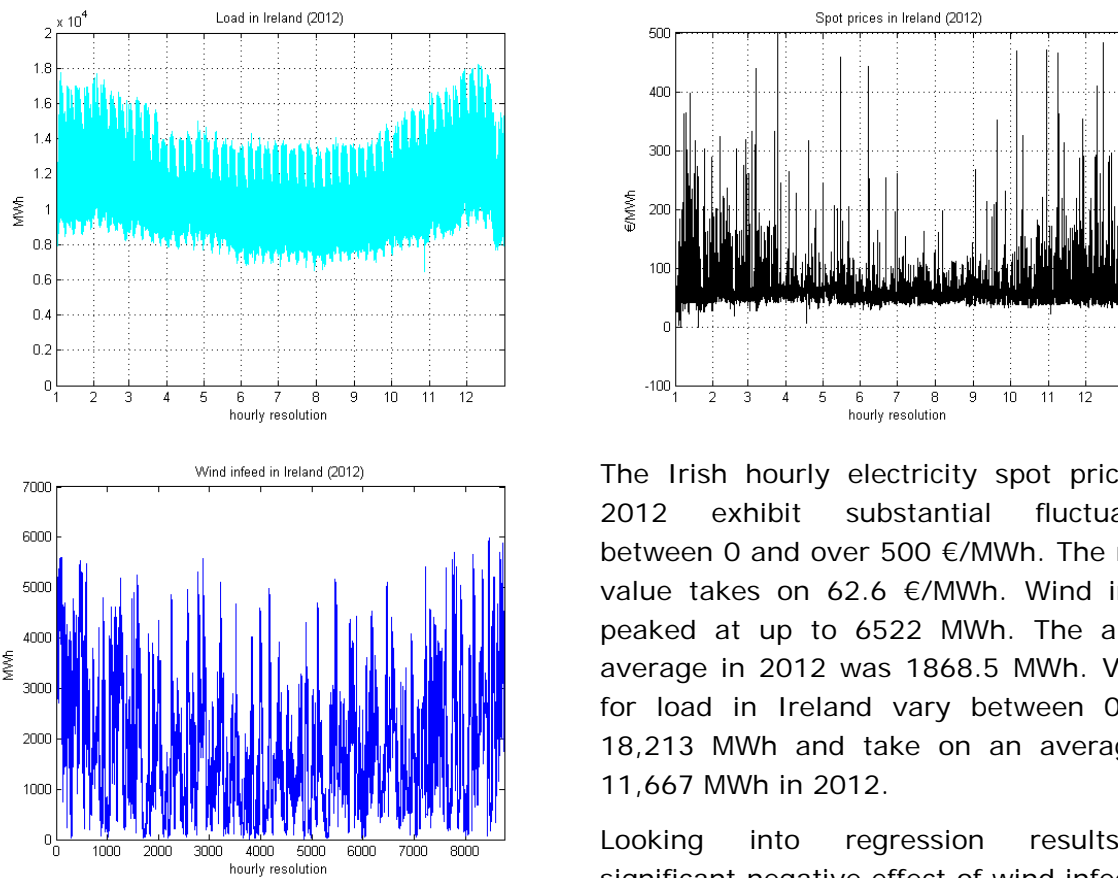 Load in Ireland (2012)
x 10⁴
2
1.8
1.6
1.4
1.2
1
0.8
0.6
0.4
0.2
0
MWh
1 2 3 4 5 6 7 8 9 10 11 12
hourly resolution
Spot prices in Ireland (2012)
500
400
300
200
100
0
-100
€/MWh
1 2 3 4 5 6 7 8 9 10 11 12
hourly resolution
Wind infeed in Ireland (2012)
7000
6000
5000
4000
3000
2000
1000
0
MWh
0 1000 2000 3000 4000 5000 6000 7000 8000
hourly resolution
The Irish hourly electricity spot pric
2012 exhibit substantial fluctua
between 0 and over 500 €/MWh. The
value takes on 62.6 €/MWh. Wind in
peaked at up to 6522 MWh. The a
average in 2012 was 1868.5 MWh. V
for load in Ireland vary between 0
18,213 MWh and take on an averag
11,667 MWh in 2012.
Looking into regression results
significant negative effect of wind infee